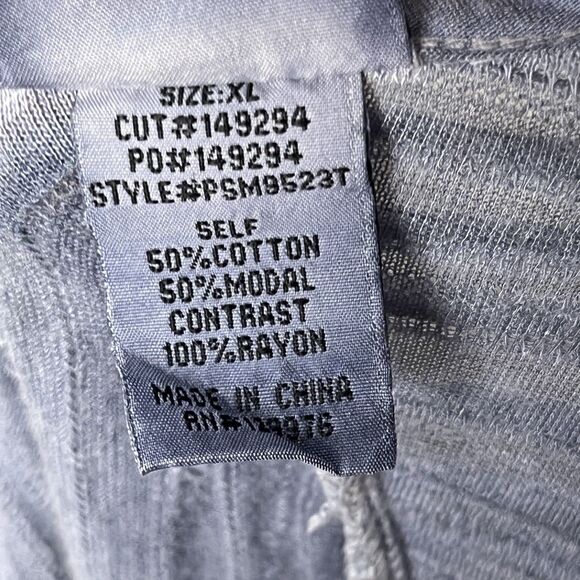 SIZE:XL
CUT#149294
PO#149294
STYLE#PSM9523T
SELF
50%COTTON
50%MODAL
CONTRAST
100%RAYON
MADE IN CHINA